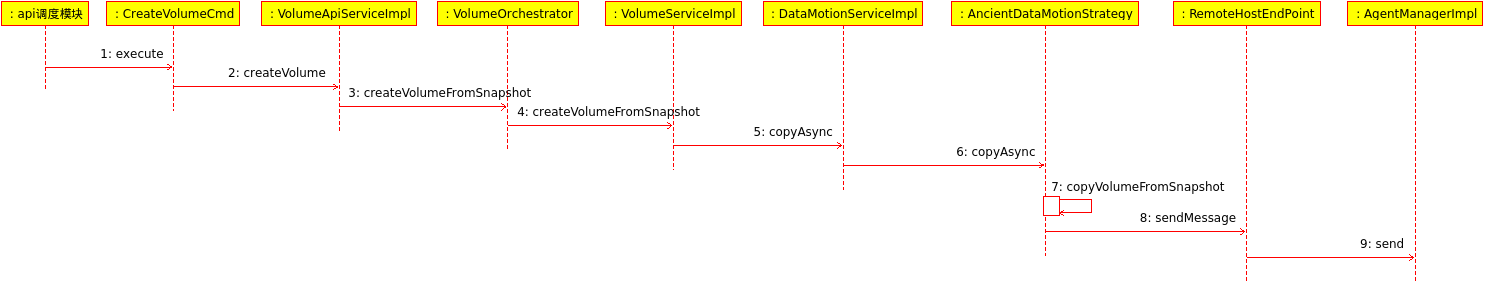 : api调度模块
: CreateVolumeCmd
: VolumeApiServiceImpl
: VolumeOrchestrator
: VolumeServiceImpl
: DataMotionServiceImpl
: AncientDataMotionStrategy
: RemoteHostEndPoint
: AgentManagerImpl
1: execute
2: createVolume
3: createVolumeFromSnapshot
4: createVolumeFromSnapshot
5: copyAsync
6: copyAsync
7: copyVolumeFromSnapshot
8: sendMessage
9: send